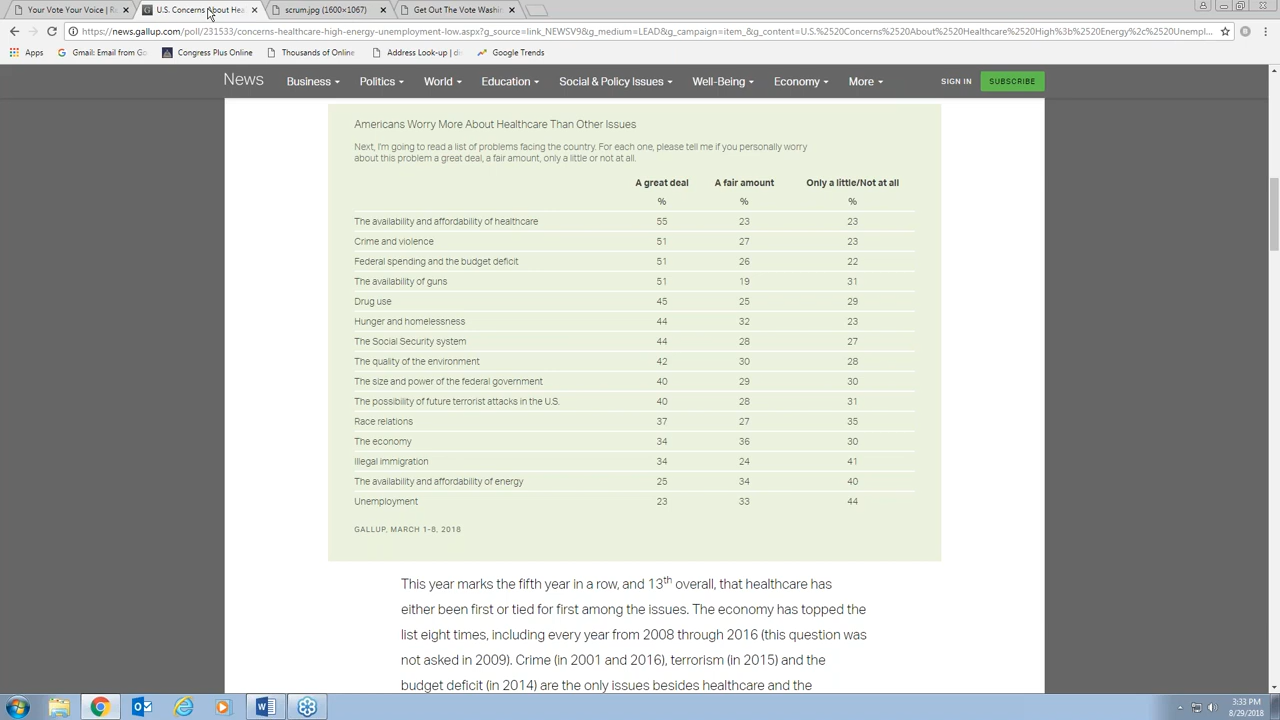 Your Vote Your Voice | R
U.S. Concerns About Hea
scrum.jpg (1600×1067)
Get Out The Vote Washin
https://news.gallup.com/poll/231533/concerns-healthcare-high-energy-unemployment-low.aspx?g_source=link_NEWSV9&g_medium=LEAD&g_campaign=item_&g_content=U.S.%2520Concerns%2520About%2520Healthcare%2520High%3b%2520Energy%2c%2520Unempl...
Apps
Gmail: Email from Go
Congress Plus Online
Thousands of Online
Address Look-up | di
Google Trends
News Business Politics World Education Social & Policy Issues Well-Being Economy More SIGN IN SUBSCRIBE
Americans Worry More About Healthcare Than Other Issues
Next, I'm going to read a list of problems facing the country. For each one, please tell me if you personally worry
about this problem a great deal, a fair amount, only a little or not at all.
A great deal A fair amount Only a little/Not at all
% % %
The availability and affordability of healthcare 55 23 23
Crime and violence 51 27 23
Federal spending and the budget deficit 51 26 22
The availability of guns 51 19 31
Drug use 45 25 29
Hunger and homelessness 44 32 23
The Social Security system 44 28 27
The quality of the environment 42 30 28
The size and power of the federal government 40 29 30
The possibility of future terrorist attacks in the U.S. 40 28 31
Race relations 37 27 35
The economy 34 36 30
Illegal immigration 34 24 41
The availability and affordability of energy 25 34 40
Unemployment 23 33 44
GALLUP, MARCH 1-8, 2018
This year marks the fifth year in a row, and 13th overall, that healthcare has
either been first or tied for first among the issues. The economy has topped the
list eight times, including every year from 2008 through 2016 (this question was
not asked in 2009). Crime (in 2001 and 2016), terrorism (in 2015) and the
budget deficit (in 2014) are the only issues besides healthcare and the
3:33 PM
8/29/2018